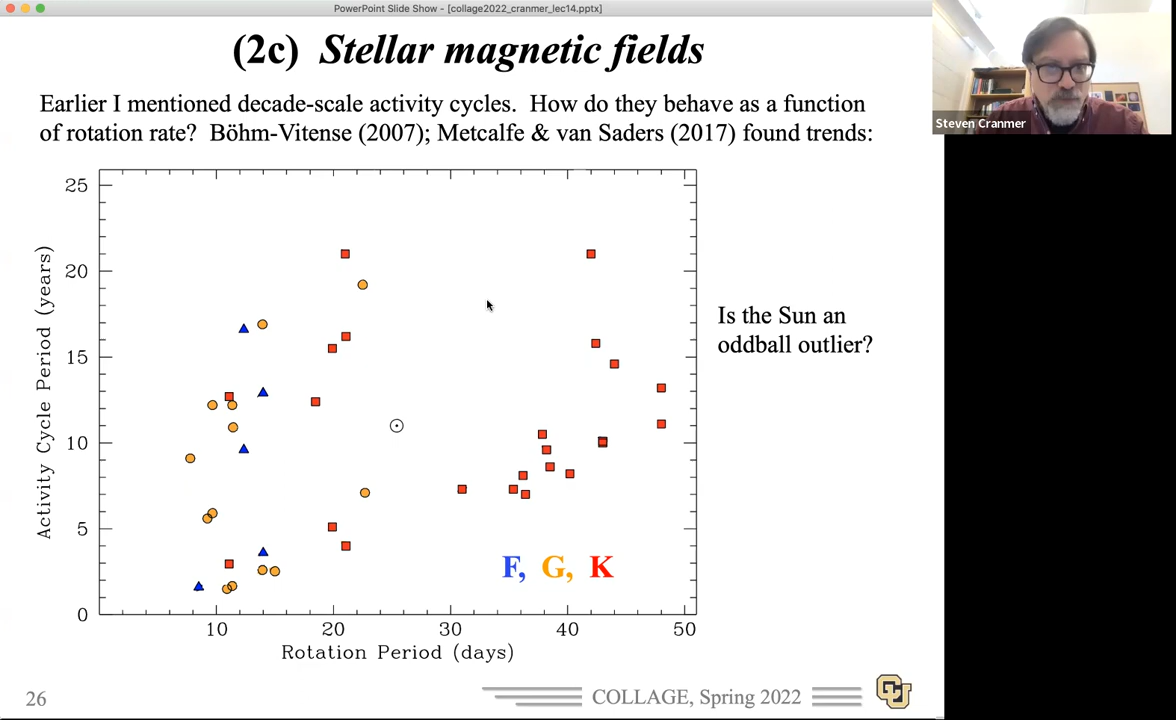 PowerPoint Slide Show - [collage2022_cranmer_lec14.pptx]
(2c) Stellar magnetic fields
Steven Cranmer
Earlier I mentioned decade-scale activity cycles. How do they behave as a function
of rotation rate? Böhm-Vitense (2007); Metcalfe & van Saders (2017) found trends:
25
20
15
10
5
0
Activity Cycle Period (years)
Is the Sun an
oddball outlier?
F, G, K
10 20 30 40 50
Rotation Period (days)
26
COLLAGE, Spring 2022
CU